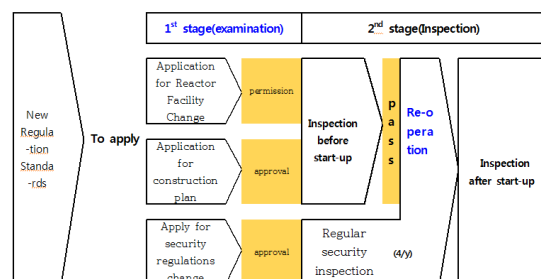 1st stage(examination)
2nd stage(Inspection)
New
Regula
-tion
Standa
-rds
To apply
Application
for Reactor
Facility
Change
permission
Application
for
construction
plan
approval
Apply for
security
regulations
change
approval
Inspection
before
start-up
p
a
s
s
Re-o
pera
tion
Regular
security
inspection
(4/y)
Inspection
after start-up